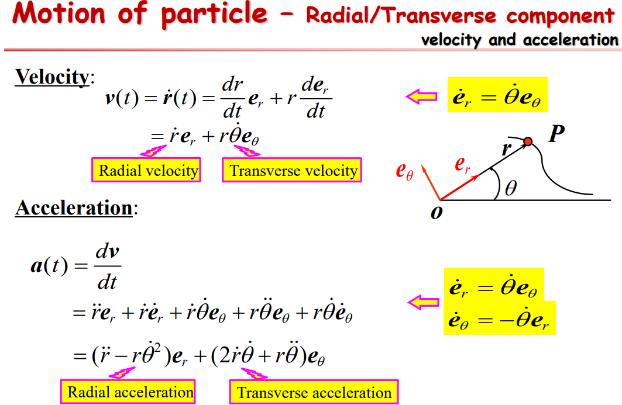 Motion of particle – Radial/Transverse component
velocity and acceleration
Velocity:
v(t) = ṙ(t) = dr/dt e_r + r de_r/dt
ė_r = θ̇e_θ
= ṙe_r + rθ̇e_θ
Radial velocity
Transverse velocity
P
r
e_r
e_θ
θ
o
Acceleration:
a(t) = dv/dt
= r̈e_r + ṙė_r + ṙθ̇e_θ + rθ̈e_θ + rθ̇ė_θ
ė_r = θ̇e_θ
ė_θ = −θ̇e_r
= (r̈ − rθ̇²)e_r + (2ṙθ̇ + rθ̈)e_θ
Radial acceleration
Transverse acceleration